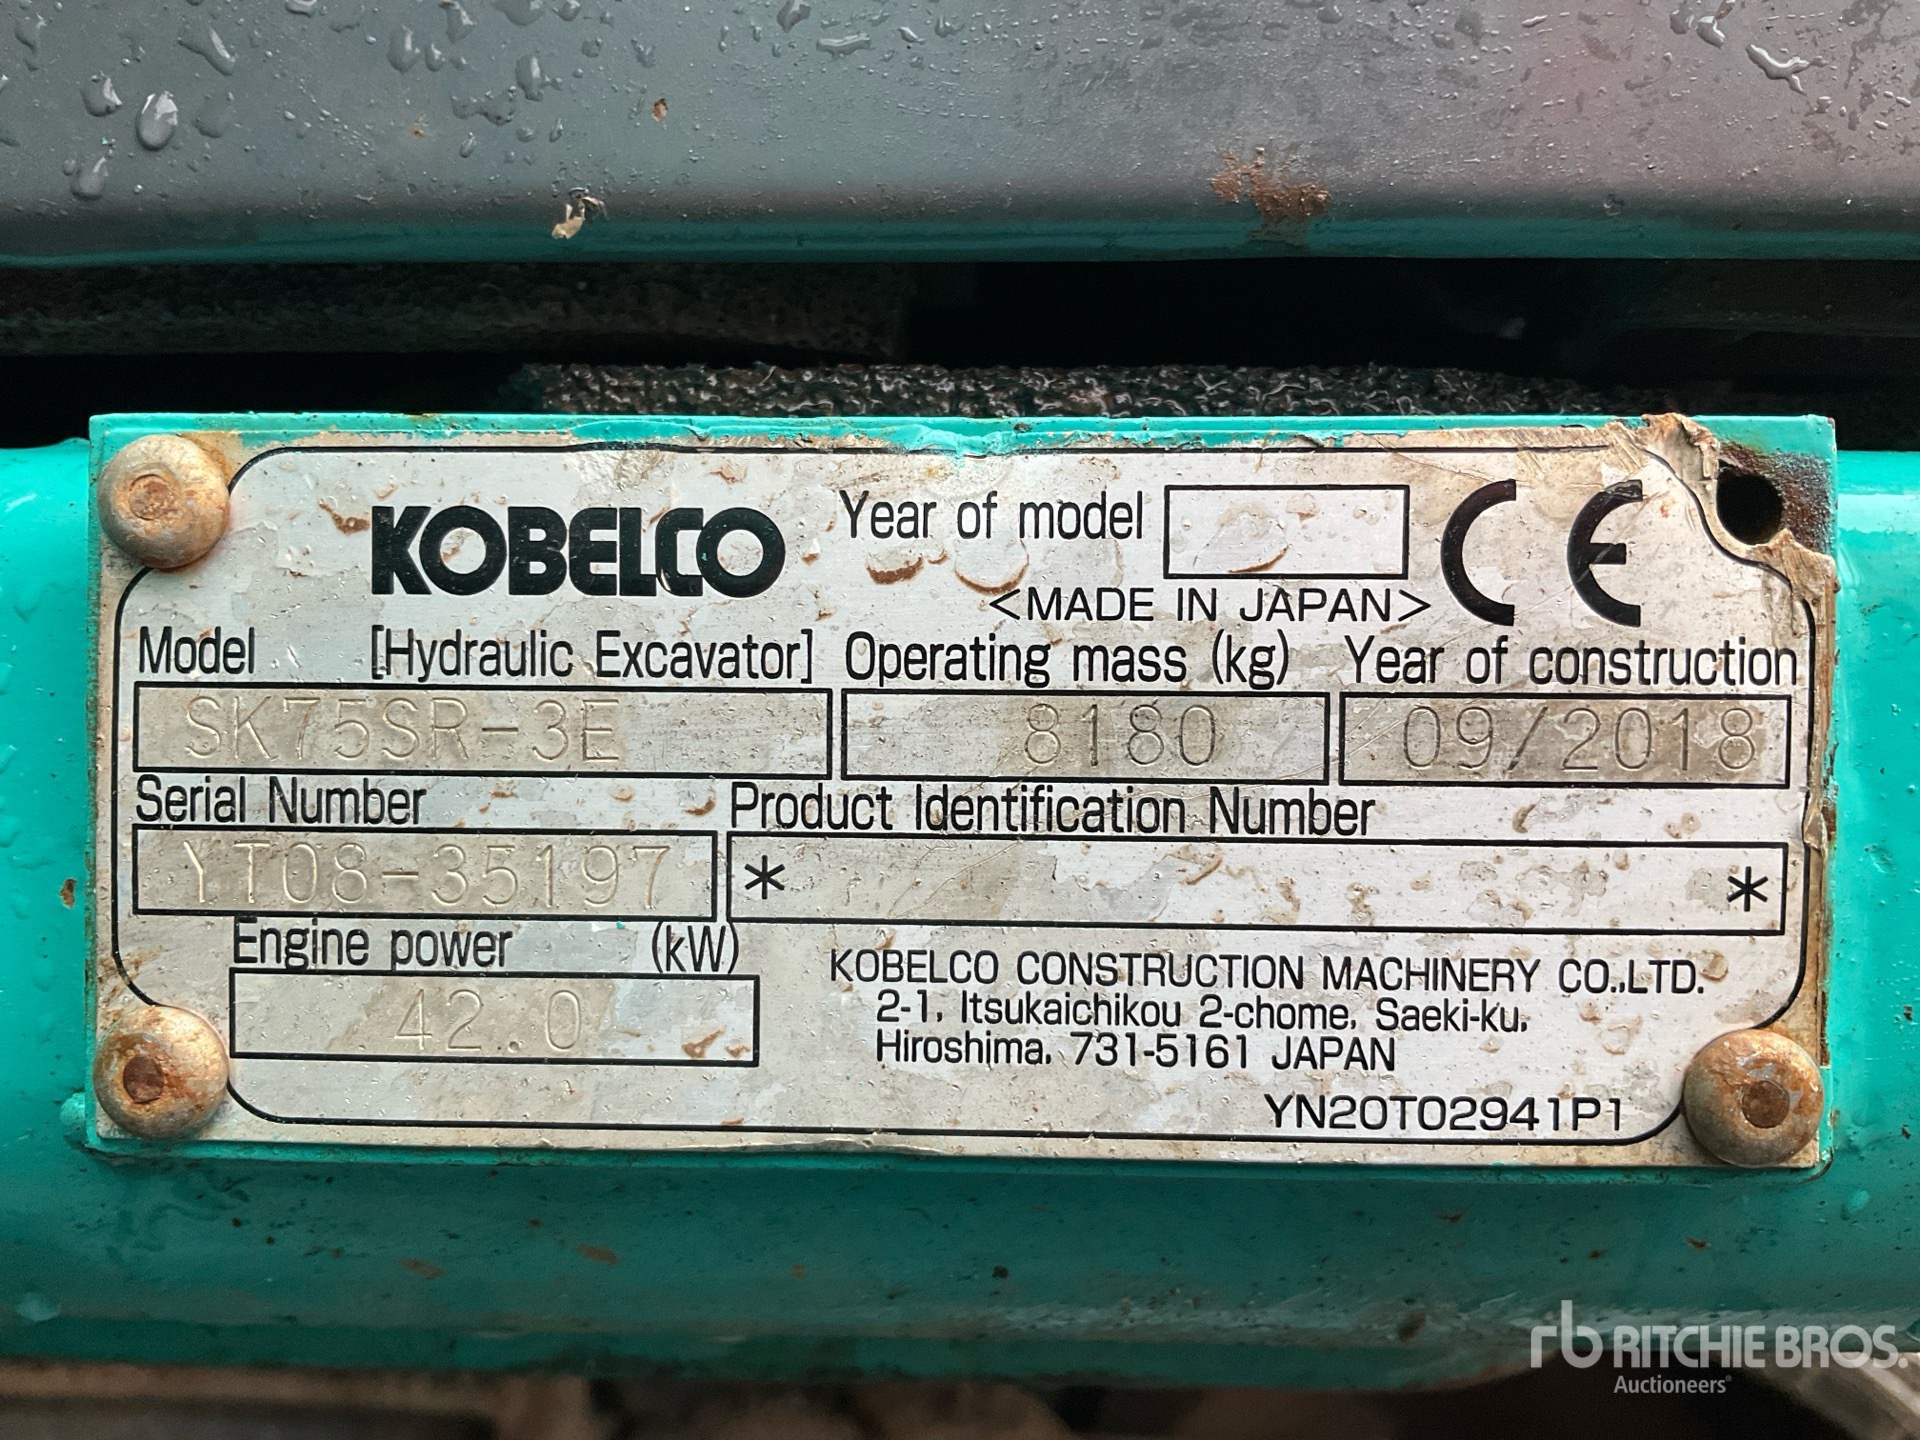 KOBELCO
Year of model
CE
<MADE IN JAPAN>
Model [Hydraulic Excavator] Operating mass (kg) Year of construction
SK75SR-3E 8180 09/2018
Serial Number Product Identification Number
YT08-35197 * *
Engine power (kW)
42.0
KOBELCO CONSTRUCTION MACHINERY CO.,LTD.
2-1, Itsukaichikou 2-chome, Saeki-ku,
Hiroshima, 731-5161 JAPAN
YN20T02941P1
rb RITCHIE BROS.
Auctioneers®